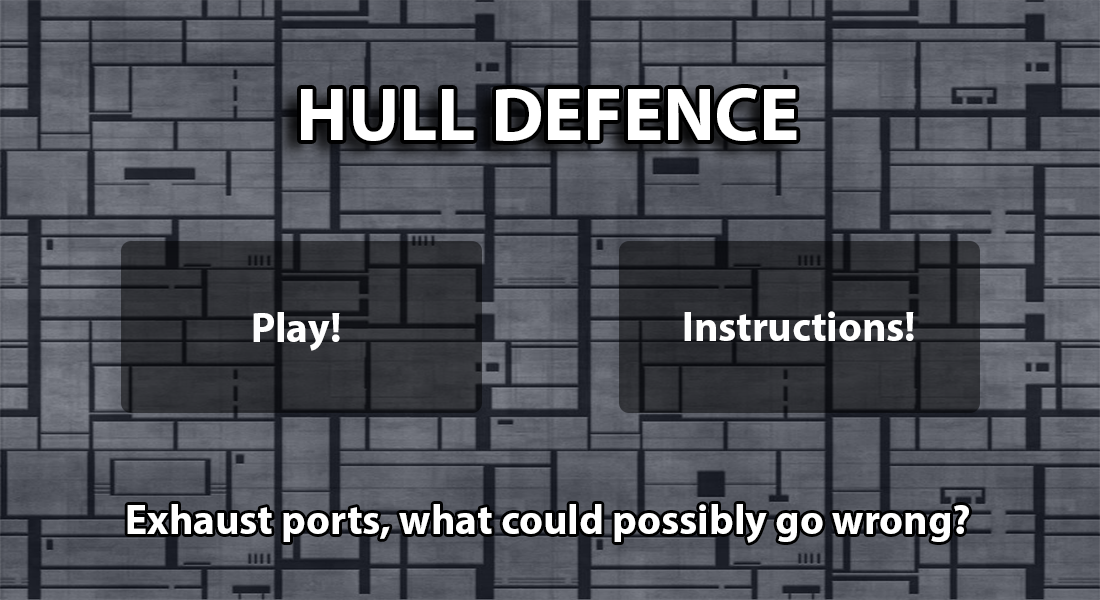 HULL DEFENCE
Play!
Instructions!
Exhaust ports, what could possibly go wrong?